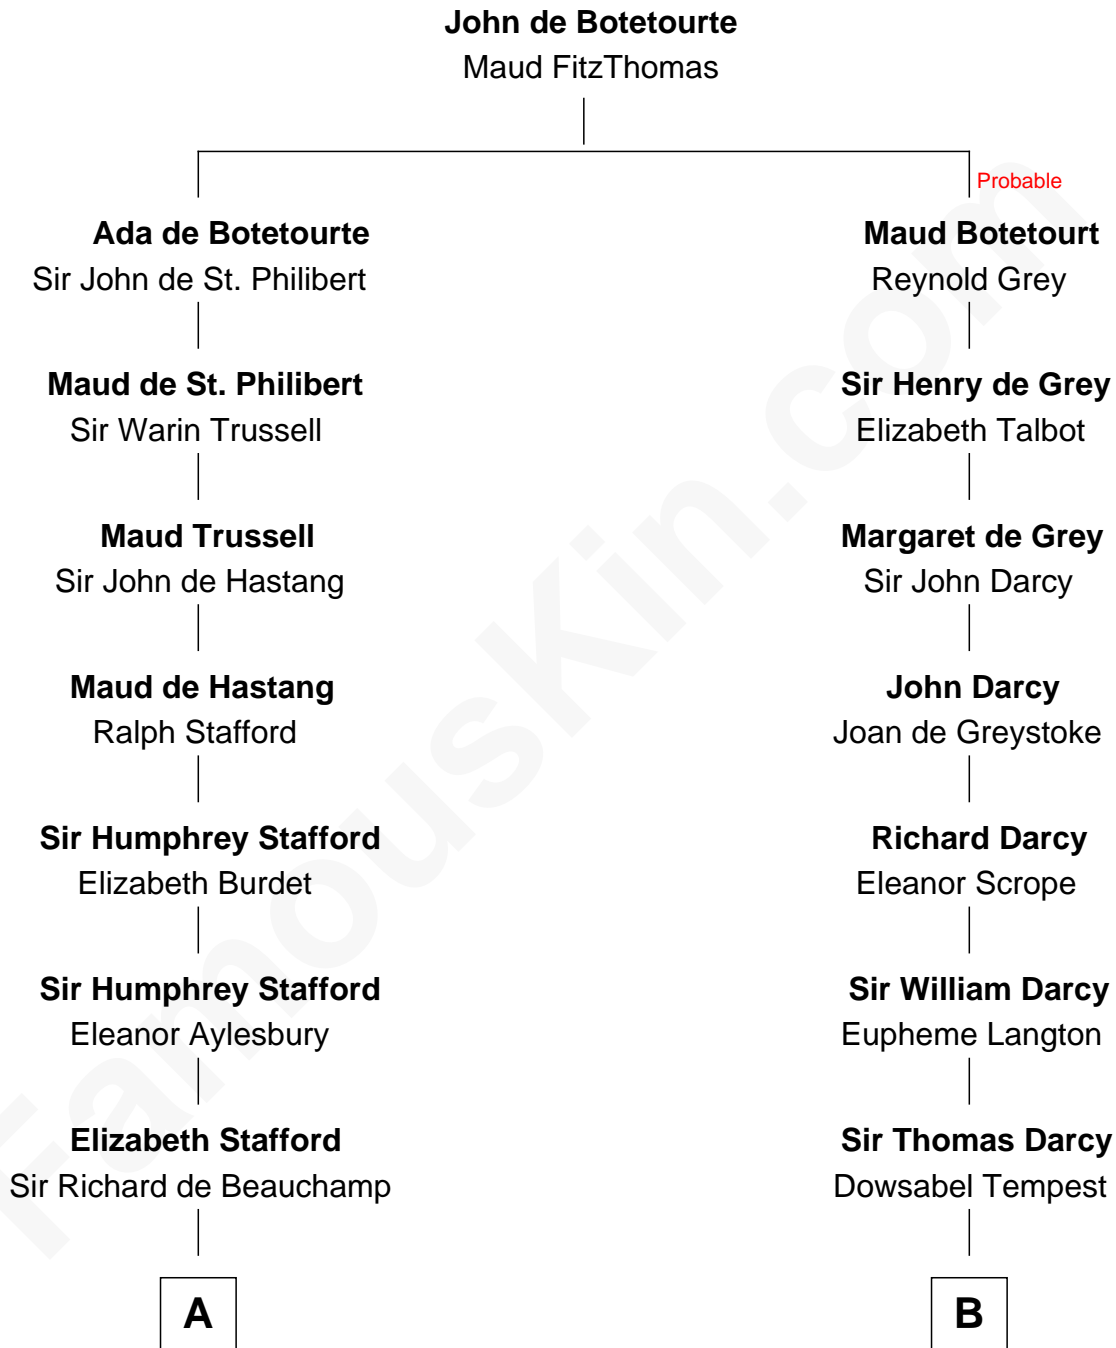 John de Botetourte
Maud FitzThomas
Probable
Ada de Botetourte
Sir John de St. Philibert
Maud Botetourt
Reynold Grey
Maud de St. Philibert
Sir Warin Trussell
Sir Henry de Grey
Elizabeth Talbot
Maud Trussell
Sir John de Hastang
Margaret de Grey
Sir John Darcy
Maud de Hastang
Ralph Stafford
John Darcy
Joan de Greystoke
Sir Humphrey Stafford
Elizabeth Burdet
Richard Darcy
Eleanor Scrope
Sir Humphrey Stafford
Eleanor Aylesbury
Sir William Darcy
Eupheme Langton
Elizabeth Stafford
Sir Richard de Beauchamp
Sir Thomas Darcy
Dowsabel Tempest
A
B
FamousKin.com